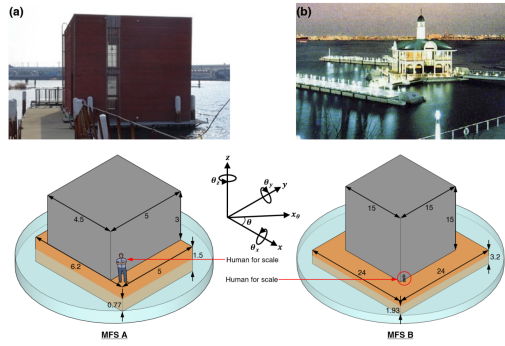 (a)
(b)
z
θz
θy
y
xθ
θ
θx
x
4.5
5
3
1.5
6.2
5
0.77
Human for scale
Human for scale
15
15
15
3.2
24
24
1.93
MFS A
MFS B